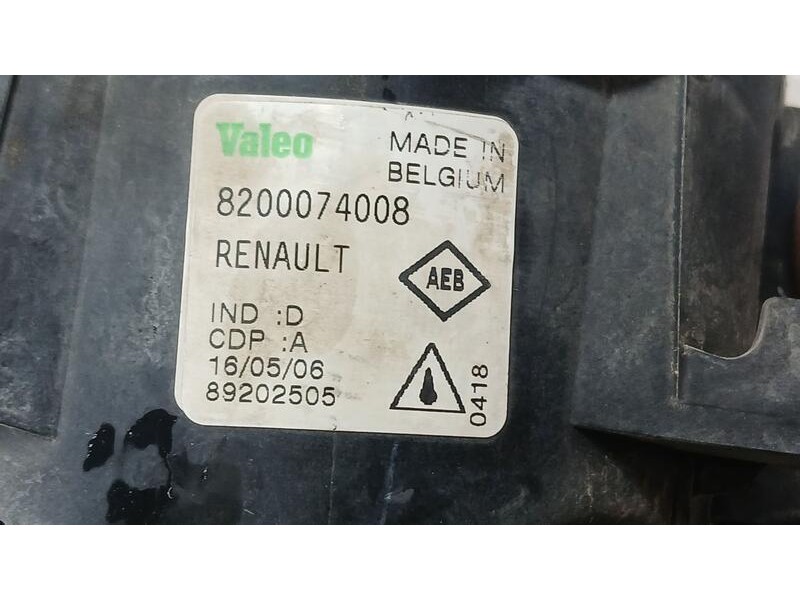 Valeo
MADE IN
BELGIUM
8200074008
RENAULT
AEB
IND :D
CDP :A
16/05/06
89202505
0418